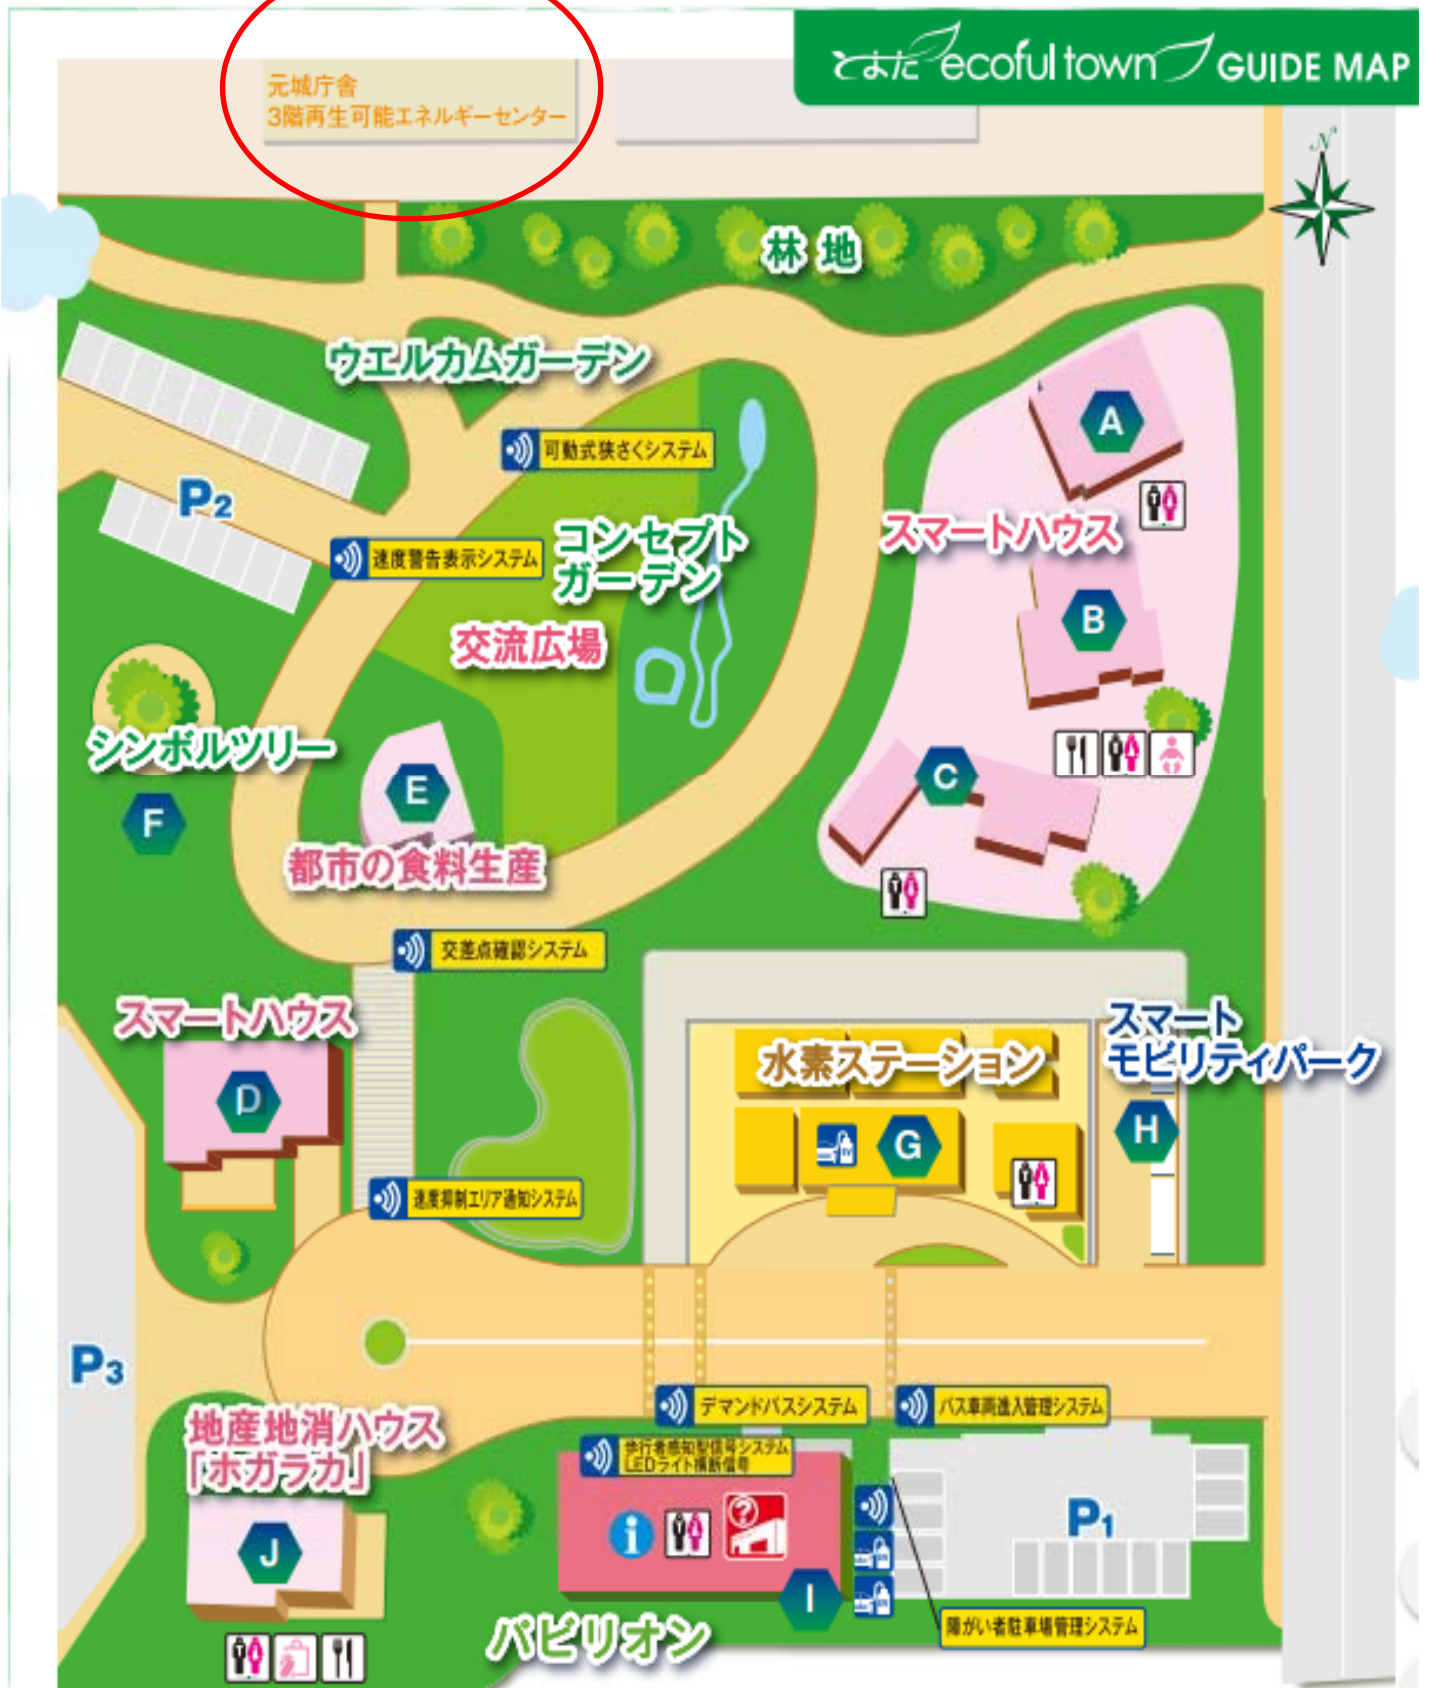 とよた ecoful town GUIDE MAP
元城庁舎
3階再生可能エネルギーセンター
N
林地
ウエルカムガーデン
A
可動式狭さくシステム
P2
スマートハウス
コンセプト
ガーデン
速度警告表示システム
B
交流広場
シンボルツリー
C
E
F
都市の食料生産
交差点確認システム
スマートハウス
スマート
モビリティパーク
水素ステーション
D
G
H
速度抑制エリア通知システム
P3
デマンドバスシステム
バス車両進入管理システム
地産地消ハウス
「ホガラカ」
歩行者感知型信号システム
LEDライト横断信号
P1
J
I
障がい者駐車場管理システム
パビリオン